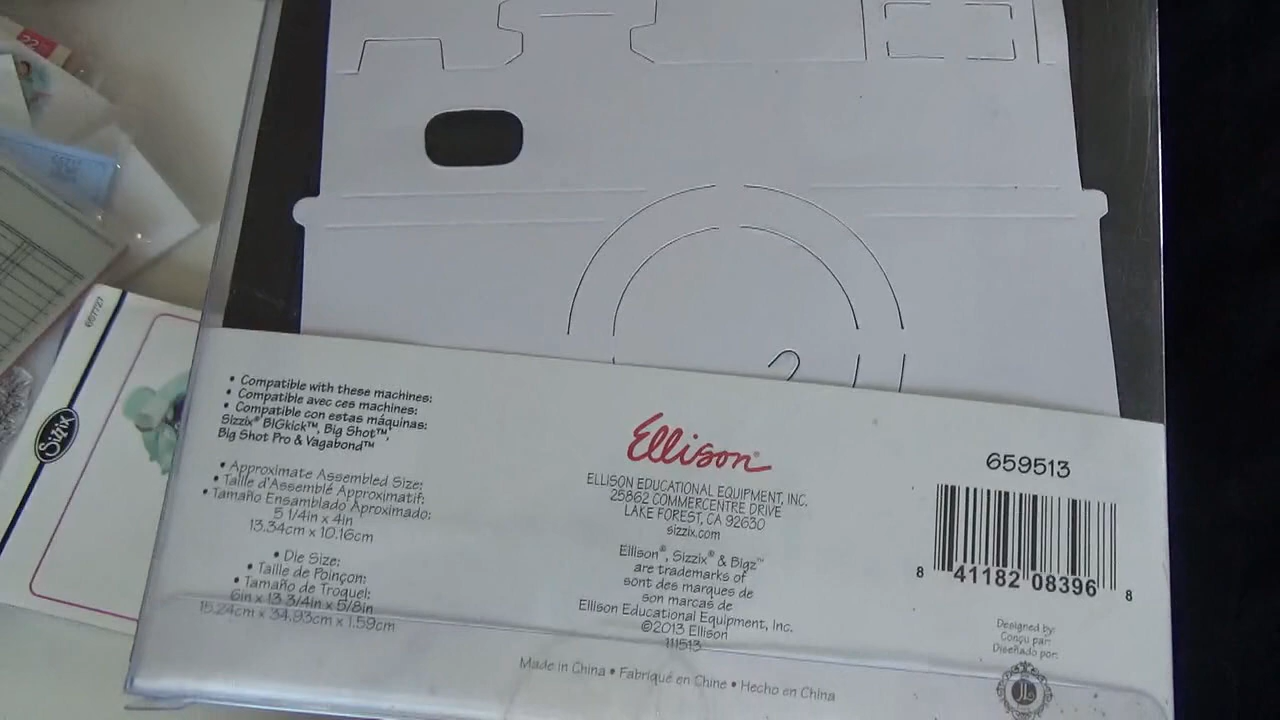 22
607727
Sizzix
• Compatible with these machines:
• Compatible avec ces machines:
• Compatible con estas máquinas:
Sizzix® BIGkick™, Big Shot™,
Big Shot Pro & Vagabond™
• Approximate Assembled Size:
• Taille d'Assemblé Approximatif:
• Tamaño Ensamblado Aproximado:
5 1/4in x 4in
13.34cm x 10.16cm
• Die Size:
• Taille de Poinçon:
• Tamaño de Troquel:
6in x 13 3/4in x 5/8in
15.24cm x 34.93cm x 1.59cm
Ellison®
ELLISON EDUCATIONAL EQUIPMENT, INC.
25862 COMMERCENTRE DRIVE
LAKE FOREST, CA 92630
sizzix.com
Ellison®, Sizzix® & Bigz™
are trademarks of
sont des marques de
son marcas de
Ellison Educational Equipment, Inc.
©2013 Ellison
111513
Made in China • Fabriqué en Chine • Hecho en China
659513
8 41182 08396 8
Designed by:
Conçu par:
Diseñado por: